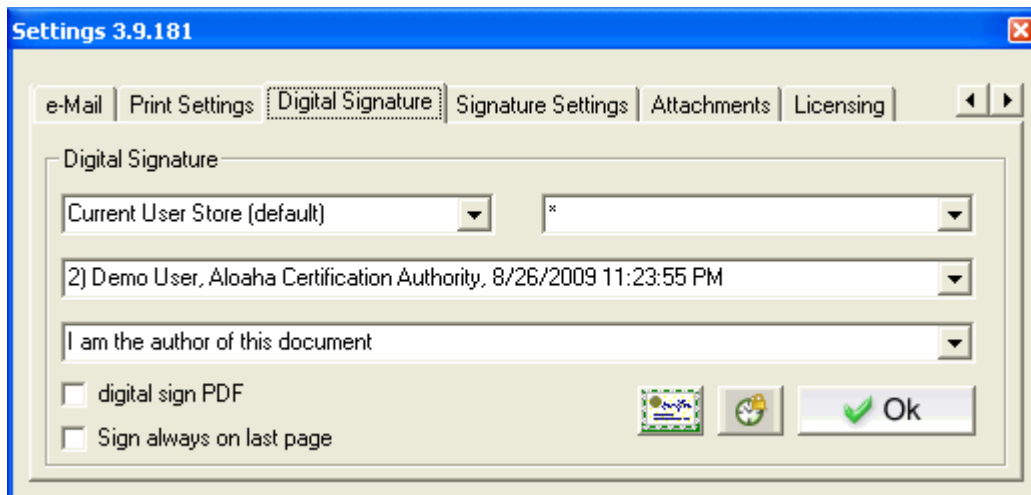 Settings 3.9.181
e-Mail Print Settings Digital Signature Signature Settings Attachments Licensing
Digital Signature
Current User Store (default) *
2) Demo User, Aloaha Certification Authority, 8/26/2009 11:23:55 PM
I am the author of this document
digital sign PDF
Ok
Sign always on last page